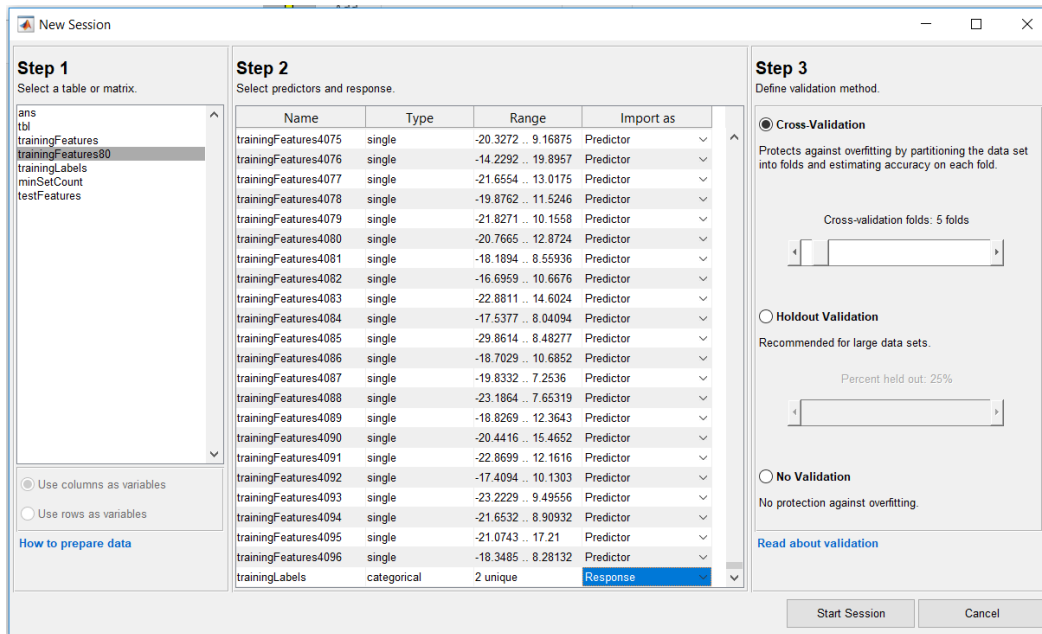 Add
New Session
Step 1
Select a table or matrix.
ans
tbl
trainingFeatures
trainingFeatures80
trainingLabels
minSetCount
testFeatures
Use columns as variables
Use rows as variables
How to prepare data
Step 2
Select predictors and response.
Name Type Range Import as
trainingFeatures4075 single -20.3272 .. 9.16875 Predictor
trainingFeatures4076 single -14.2292 .. 19.8957 Predictor
trainingFeatures4077 single -21.6554 .. 13.0175 Predictor
trainingFeatures4078 single -19.8762 .. 11.5246 Predictor
trainingFeatures4079 single -21.8271 .. 10.1558 Predictor
trainingFeatures4080 single -20.7665 .. 12.8724 Predictor
trainingFeatures4081 single -18.1894 .. 8.55936 Predictor
trainingFeatures4082 single -16.6959 .. 10.6676 Predictor
trainingFeatures4083 single -22.8811 .. 14.6024 Predictor
trainingFeatures4084 single -17.5377 .. 8.04094 Predictor
trainingFeatures4085 single -29.8614 .. 8.48277 Predictor
trainingFeatures4086 single -18.7029 .. 10.6852 Predictor
trainingFeatures4087 single -19.8332 .. 7.2536 Predictor
trainingFeatures4088 single -23.1864 .. 7.65319 Predictor
trainingFeatures4089 single -18.8269 .. 12.3643 Predictor
trainingFeatures4090 single -20.4416 .. 15.4652 Predictor
trainingFeatures4091 single -22.8699 .. 12.1616 Predictor
trainingFeatures4092 single -17.4094 .. 10.1303 Predictor
trainingFeatures4093 single -23.2229 .. 9.49556 Predictor
trainingFeatures4094 single -21.6532 .. 8.90932 Predictor
trainingFeatures4095 single -21.0743 .. 17.21 Predictor
trainingFeatures4096 single -18.3485 .. 8.28132 Predictor
trainingLabels categorical 2 unique Response
Step 3
Define validation method.
Cross-Validation
Protects against overfitting by partitioning the data set
into folds and estimating accuracy on each fold.
Cross-validation folds: 5 folds
Holdout Validation
Recommended for large data sets.
Percent held out: 25%
No Validation
No protection against overfitting.
Read about validation
Start Session Cancel